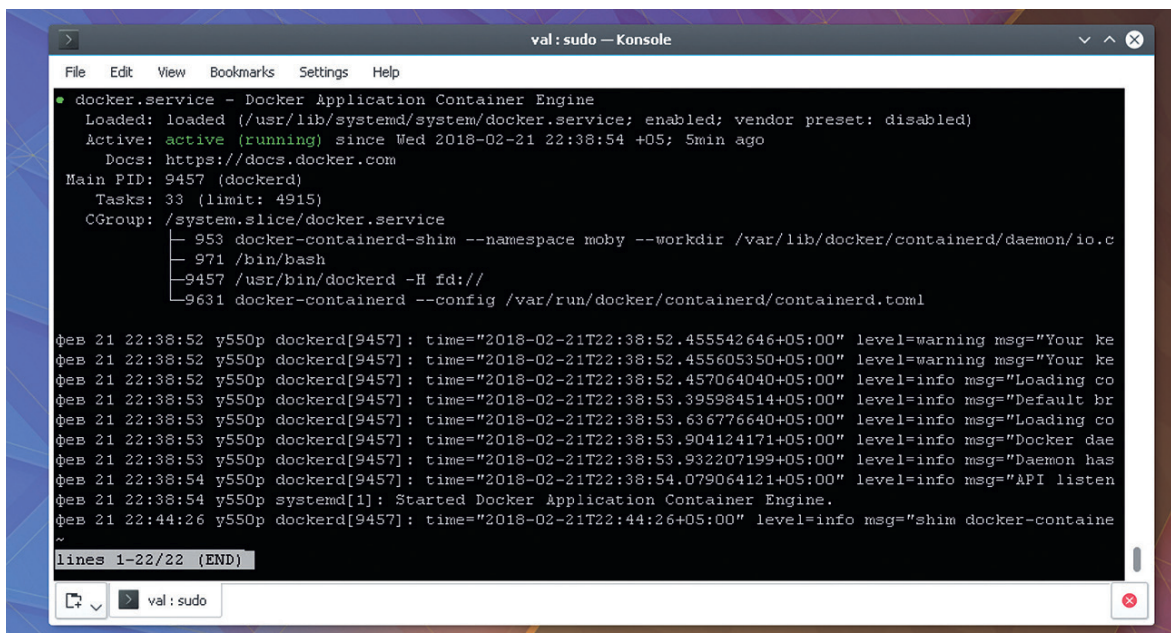 val : sudo — Konsole
File Edit View Bookmarks Settings Help
● docker.service - Docker Application Container Engine
Loaded: loaded (/usr/lib/systemd/system/docker.service; enabled; vendor preset: disabled)
Active: active (running) since Wed 2018-02-21 22:38:54 +05; 5min ago
Docs: https://docs.docker.com
Main PID: 9457 (dockerd)
Tasks: 33 (limit: 4915)
CGroup: /system.slice/docker.service
├─ 953 docker-containerd-shim --namespace moby --workdir /var/lib/docker/containerd/daemon/io.c
├─ 971 /bin/bash
├─9457 /usr/bin/dockerd -H fd://
└─9631 docker-containerd --config /var/run/docker/containerd/containerd.toml
фев 21 22:38:52 y550p dockerd[9457]: time="2018-02-21T22:38:52.455542646+05:00" level=warning msg="Your ke
фев 21 22:38:52 y550p dockerd[9457]: time="2018-02-21T22:38:52.455605350+05:00" level=warning msg="Your ke
фев 21 22:38:52 y550p dockerd[9457]: time="2018-02-21T22:38:52.457064040+05:00" level=info msg="Loading co
фев 21 22:38:53 y550p dockerd[9457]: time="2018-02-21T22:38:53.395984514+05:00" level=info msg="Default br
фев 21 22:38:53 y550p dockerd[9457]: time="2018-02-21T22:38:53.636776640+05:00" level=info msg="Loading co
фев 21 22:38:53 y550p dockerd[9457]: time="2018-02-21T22:38:53.904124171+05:00" level=info msg="Docker dae
фев 21 22:38:53 y550p dockerd[9457]: time="2018-02-21T22:38:53.932207199+05:00" level=info msg="Daemon has
фев 21 22:38:54 y550p dockerd[9457]: time="2018-02-21T22:38:54.079064121+05:00" level=info msg="API listen
фев 21 22:38:54 y550p systemd[1]: Started Docker Application Container Engine.
фев 21 22:44:26 y550p dockerd[9457]: time="2018-02-21T22:44:26+05:00" level=info msg="shim docker-containe
~
lines 1-22/22 (END)
val : sudo